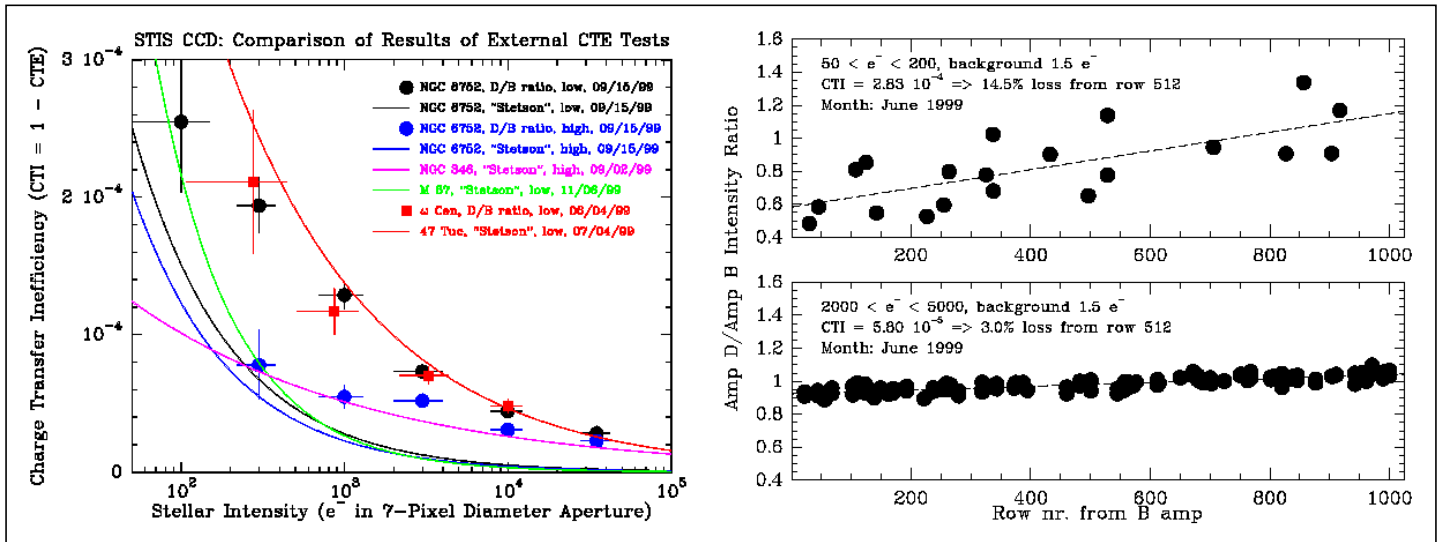 STIS CCD: Comparison of Results of External CTE Tests
Charge Transfer Inefficiency (CTI = 1 - CTE)
3 10⁻⁴
2 10⁻⁴
10⁻⁴
0
NGC 6752, D/B ratio, low, 09/15/99
NGC 6752, "Stetson", low, 09/15/99
NGC 6752, D/B ratio, high, 09/15/99
NGC 6752, "Stetson", high, 09/15/99
NGC 346, "Stetson", high, 09/02/99
M 67, "Stetson", low, 11/06/99
ω Cen, D/B ratio, low, 06/04/99
47 Tuc, "Stetson", low, 07/04/99
10² 10³ 10⁴ 10⁵
Stellar Intensity (e⁻ in 7-Pixel Diameter Aperture)
Amp D/Amp B Intensity Ratio
1.6
1.4
1.2
1
0.8
0.6
0.4
50 < e⁻ < 200, background 1.5 e⁻
CTI = 2.83 10⁻⁴ => 14.5% loss from row 512
Month: June 1999
200 400 600 800 1000
1.6
1.4
1.2
1
0.8
0.6
0.4
2000 < e⁻ < 5000, background 1.5 e⁻
CTI = 5.80 10⁻⁵ => 3.0% loss from row 512
Month: June 1999
200 400 600 800 1000
Row nr. from B amp